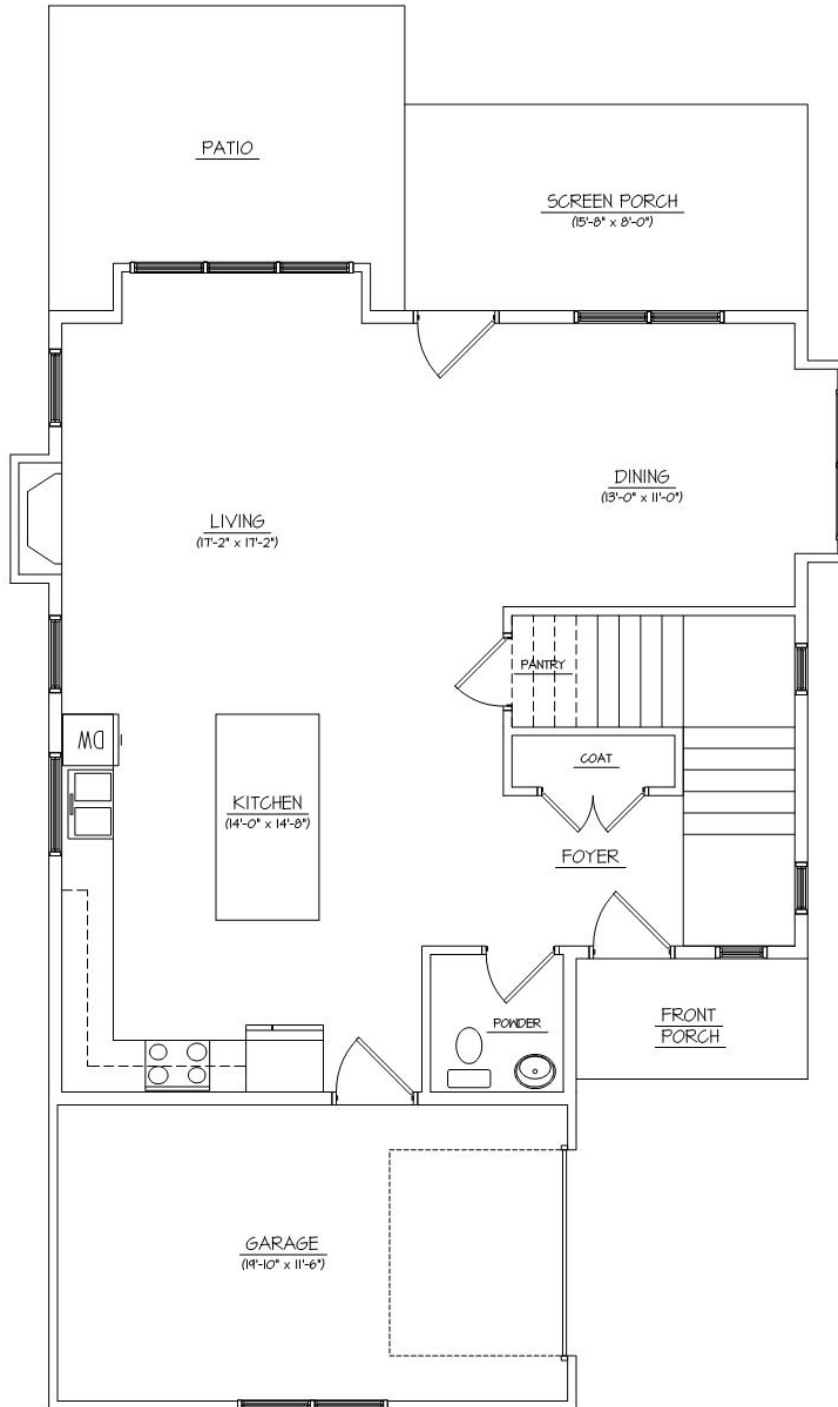 PATIO
SCREEN PORCH
(15'-8" x 8'-0")
DINING
(13'-0" x 11'-0")
LIVING
(17'-2" x 17'-2")
PANTRY
DW
COAT
KITCHEN
(14'-0" x 14'-8")
FOYER
POWDER
FRONT
PORCH
GARAGE
(19'-10" x 11'-6")